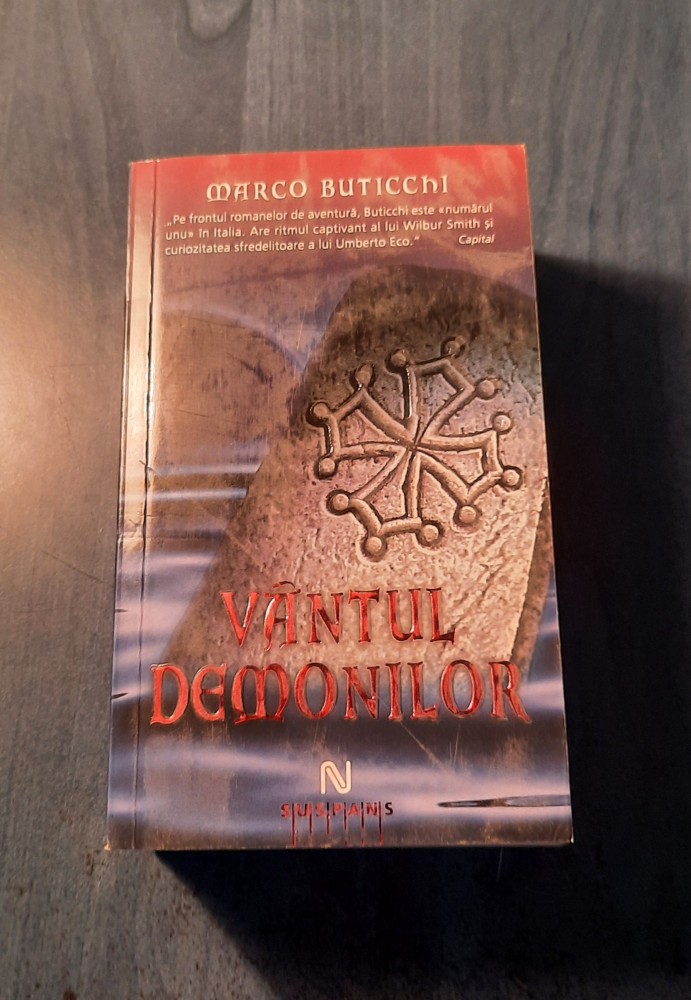 MARCO BUTICCHI
„Pe frontul romanelor de aventură, Buticchi este «numărul
unu» în Italia. Are ritmul captivant al lui Wilbur Smith și
curiozitatea sfredelitoare a lui Umberto Eco.“ Capital
VÂNTUL
DEMONILOR
N
SUSPANS